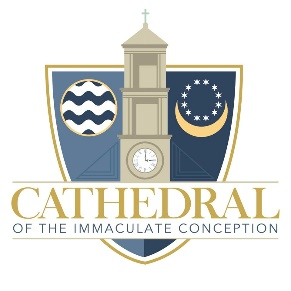 CATHEDRAL
OF THE IMMACULATE CONCEPTION